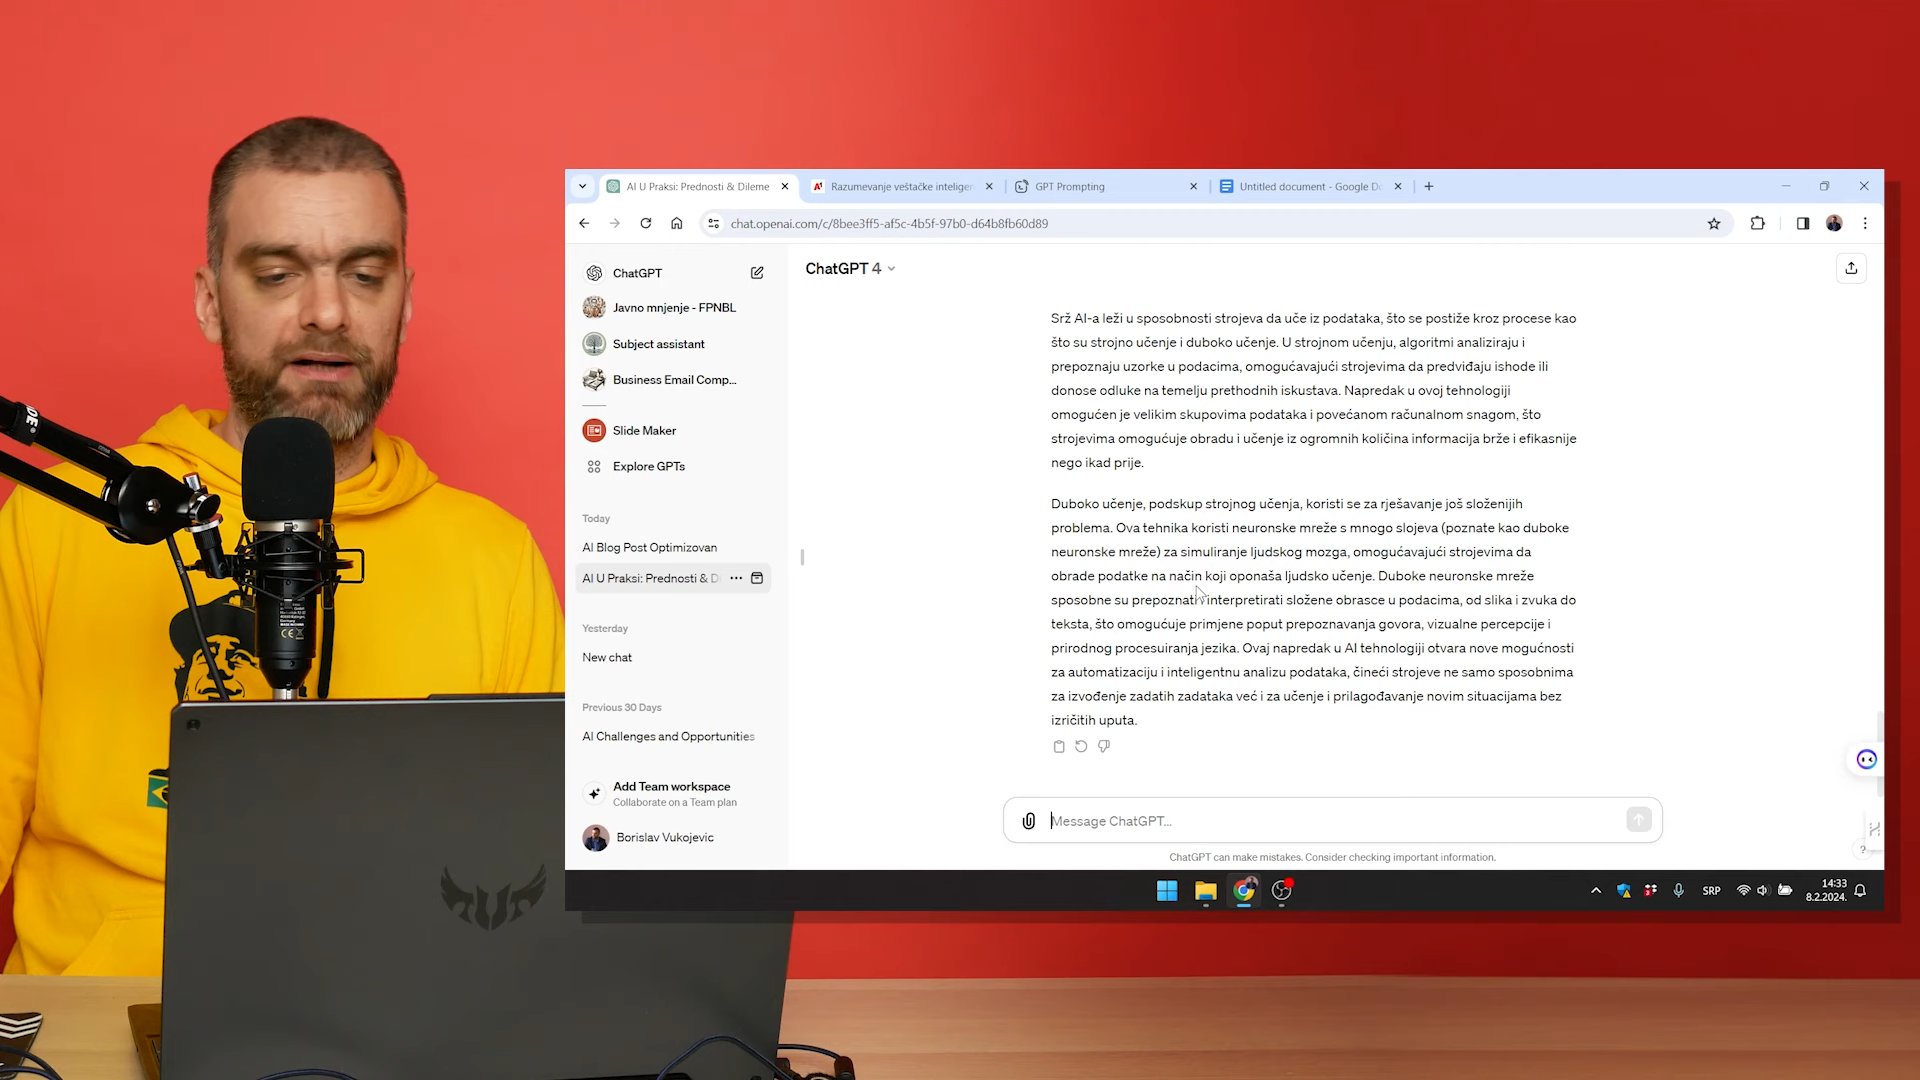 AI U Praksi: Prednosti & Dileme
Razumevanje veštačke inteligen
GPT Prompting
Untitled document - Google Do
chat.openai.com/c/8bee3ff5-af5c-4b5f-97b0-d64b8fb60d89
ChatGPT
Javno mnjenje - FPNBL
Subject assistant
Business Email Comp...
Slide Maker
Explore GPTs
Today
AI Blog Post Optimizovan
AI U Praksi: Prednosti & D
Yesterday
New chat
Previous 30 Days
AI Challenges and Opportunities
Add Team workspace
Collaborate on a Team plan
Borislav Vukojevic
ChatGPT 4
Srž AI-a leži u sposobnosti strojeva da uče iz podataka, što se postiže kroz procese kao
što su strojno učenje i duboko učenje. U strojnom učenju, algoritmi analiziraju i
prepoznaju uzorke u podacima, omogućavajući strojevima da predviđaju ishode ili
donose odluke na temelju prethodnih iskustava. Napredak u ovoj tehnologiji
omogućen je velikim skupovima podataka i povećanom računalnom snagom, što
strojevima omogućuje obradu i učenje iz ogromnih količina informacija brže i efikasnije
nego ikad prije.
Duboko učenje, podskup strojnog učenja, koristi se za rješavanje još složenijih
problema. Ova tehnika koristi neuronske mreže s mnogo slojeva (poznate kao duboke
neuronske mreže) za simuliranje ljudskog mozga, omogućavajući strojevima da
obrade podatke na način koji oponaša ljudsko učenje. Duboke neuronske mreže
sposobne su prepoznati interpretirati složene obrasce u podacima, od slika i zvuka do
teksta, što omogućuje primjene poput prepoznavanja govora, vizualne percepcije i
prirodnog procesuiranja jezika. Ovaj napredak u AI tehnologiji otvara nove mogućnosti
za automatizaciju i inteligentnu analizu podataka, čineći strojeve ne samo sposobnima
za izvođenje zadatih zadataka već i za učenje i prilagođavanje novim situacijama bez
izričitih uputa.
Message ChatGPT...
ChatGPT can make mistakes. Consider checking important information.
?
SRP
14:33
8.2.2024.